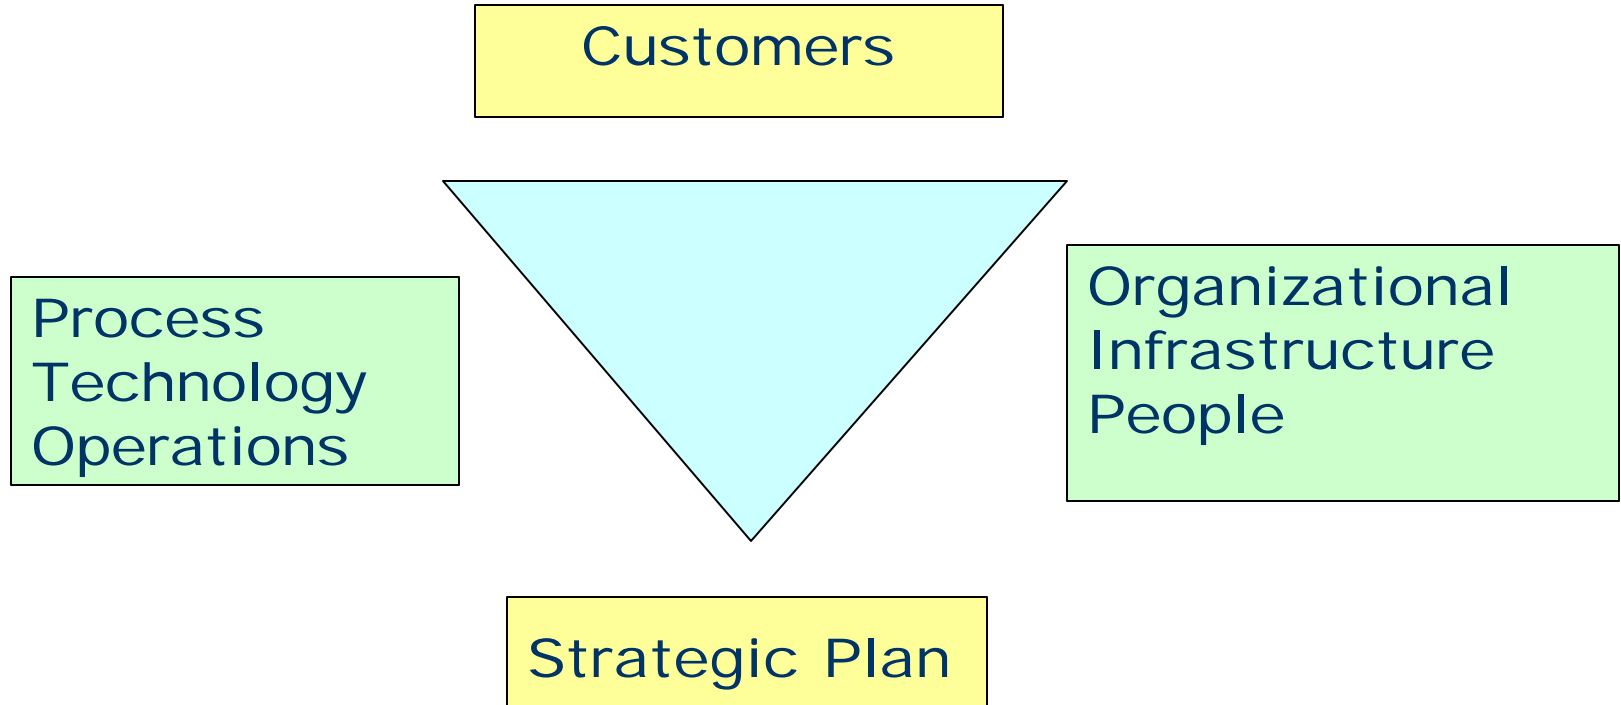 Customers
Process
Technology
Operations
Organizational
Infrastructure
People
Strategic Plan